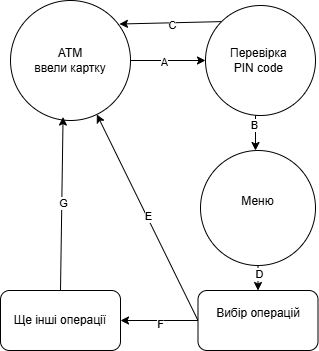 C
ATM
ввели картку
A
Перевірка
PIN code
B
Меню
G
E
D
Ще інші операції
F
Вибір операцій